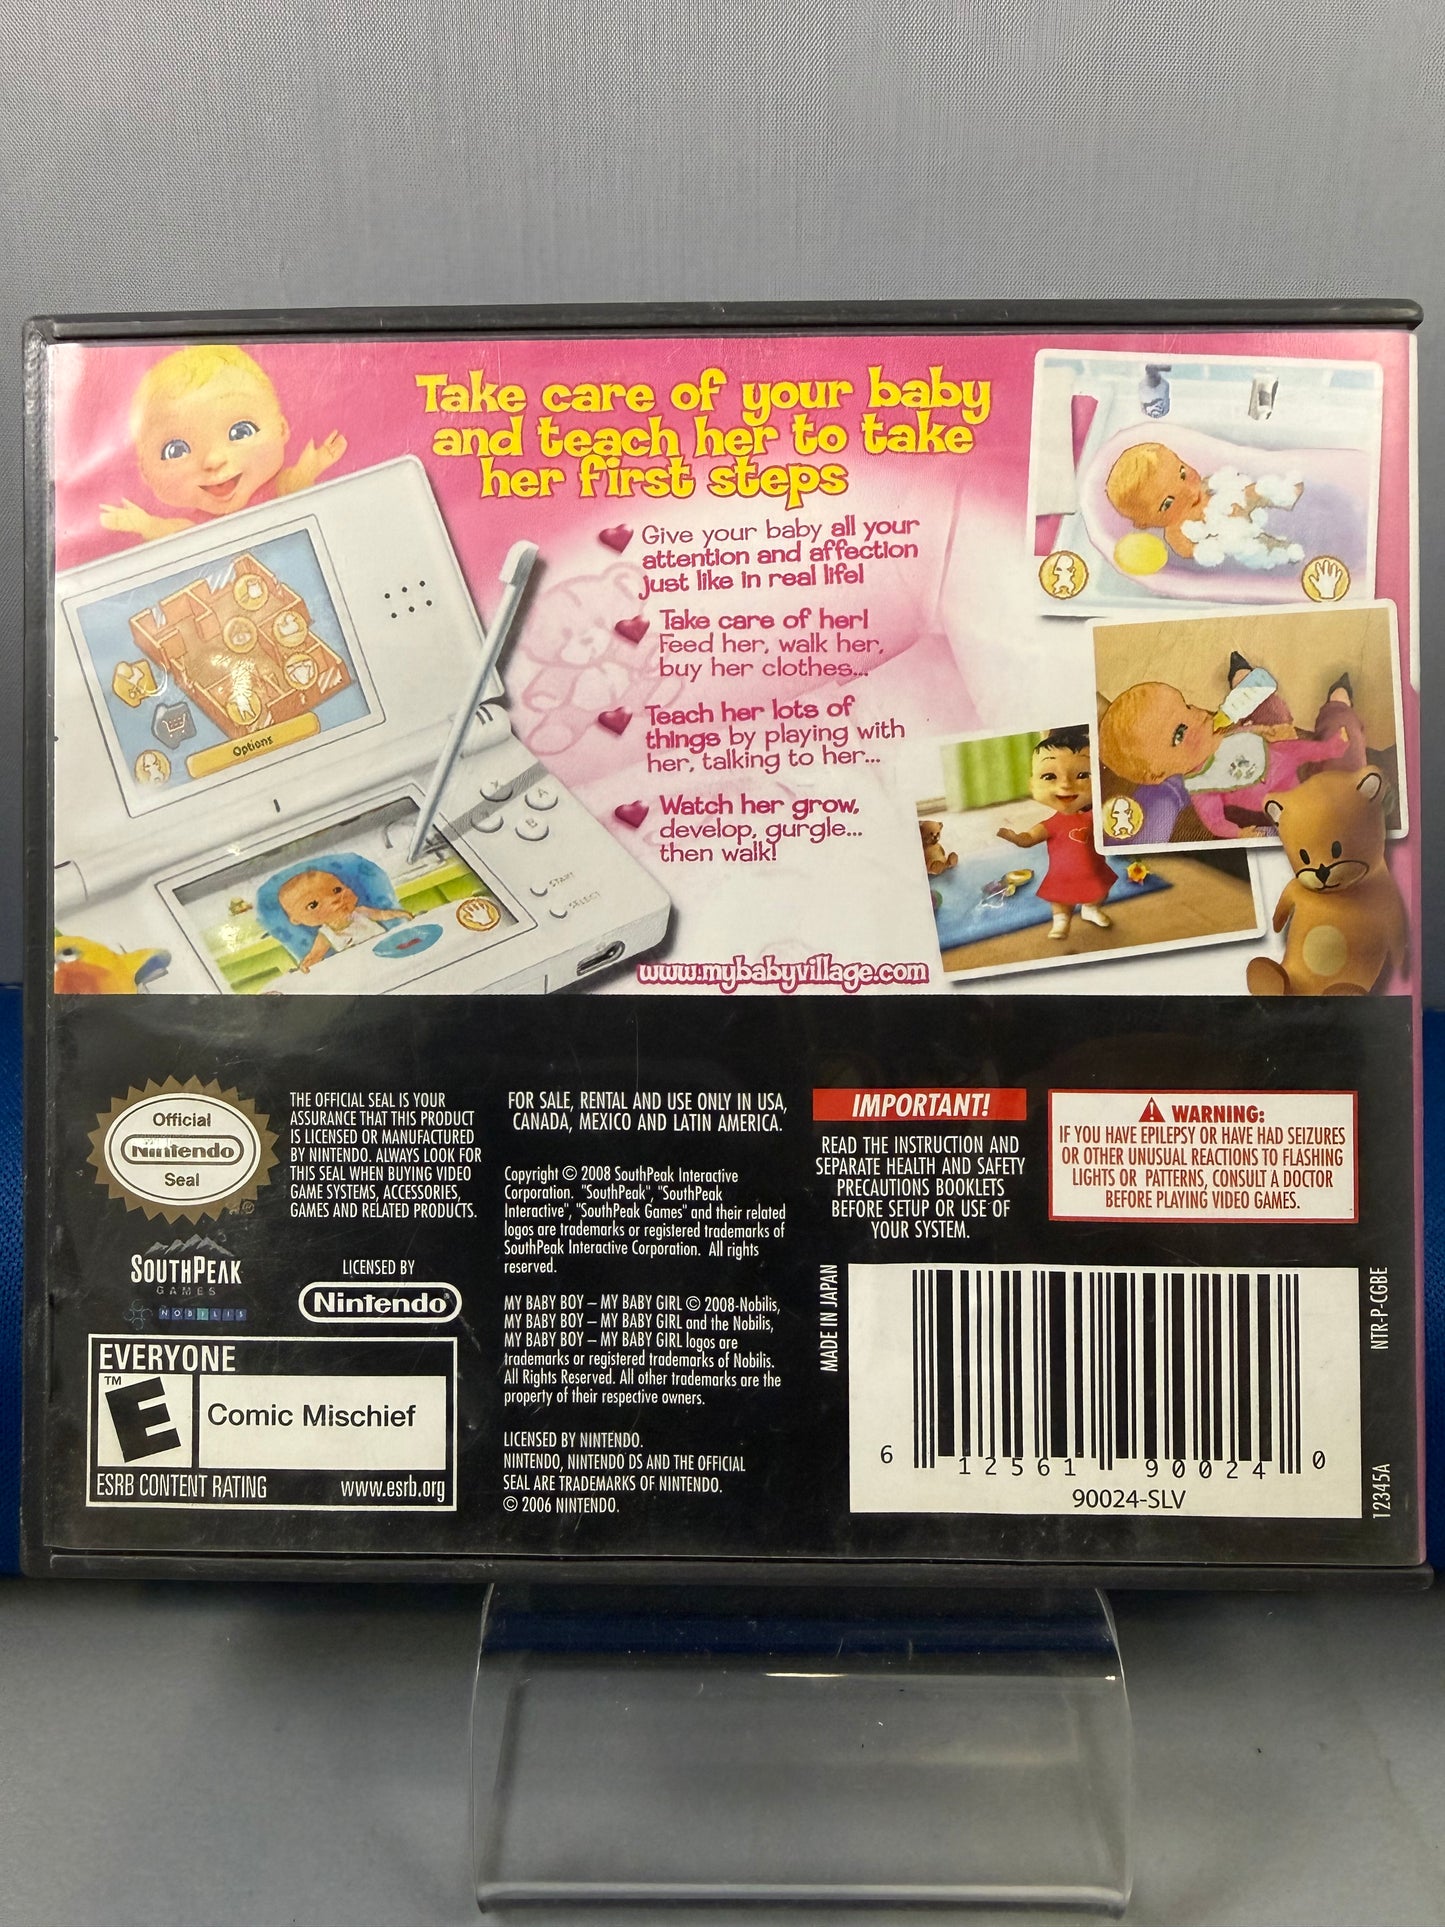 Take care of your baby
and teach her to take
her first steps
Give your baby all your
attention and affection
just like in real life!
Take care of her!
Feed her, walk her,
buy her clothes...
Teach her lots of
things by playing with
her, talking to her...
Watch her grow,
develop, gurgle...
then walk!
www.mybabyvillage.com
Options
X
A
Y
B
START
SELECT
Official
Nintendo
Seal
THE OFFICIAL SEAL IS YOUR
ASSURANCE THAT THIS PRODUCT
IS LICENSED OR MANUFACTURED
BY NINTENDO. ALWAYS LOOK FOR
THIS SEAL WHEN BUYING VIDEO
GAME SYSTEMS, ACCESSORIES,
GAMES AND RELATED PRODUCTS.
SOUTHPEAK
GAMES
NOBILIS
LICENSED BY
Nintendo®
EVERYONE
TM
E
Comic Mischief
ESRB CONTENT RATING www.esrb.org
FOR SALE, RENTAL AND USE ONLY IN USA,
CANADA, MEXICO AND LATIN AMERICA.
Copyright © 2008 SouthPeak Interactive
Corporation. "SouthPeak", "SouthPeak
Interactive", "SouthPeak Games" and their related
logos are trademarks or registered trademarks of
SouthPeak Interactive Corporation. All rights
reserved.
MY BABY BOY – MY BABY GIRL © 2008-Nobilis,
MY BABY BOY – MY BABY GIRL and the Nobilis,
MY BABY BOY – MY BABY GIRL logos are
trademarks or registered trademarks of Nobilis.
All Rights Reserved. All other trademarks are the
property of their respective owners.
LICENSED BY NINTENDO.
NINTENDO, NINTENDO DS AND THE OFFICIAL
SEAL ARE TRADEMARKS OF NINTENDO.
© 2006 NINTENDO.
IMPORTANT!
READ THE INSTRUCTION AND
SEPARATE HEALTH AND SAFETY
PRECAUTIONS BOOKLETS
BEFORE SETUP OR USE OF
YOUR SYSTEM.
WARNING:
IF YOU HAVE EPILEPSY OR HAVE HAD SEIZURES
OR OTHER UNUSUAL REACTIONS TO FLASHING
LIGHTS OR PATTERNS, CONSULT A DOCTOR
BEFORE PLAYING VIDEO GAMES.
MADE IN JAPAN
6 12561 90024 0
90024-SLV
NTR-P-CGBE
12345A